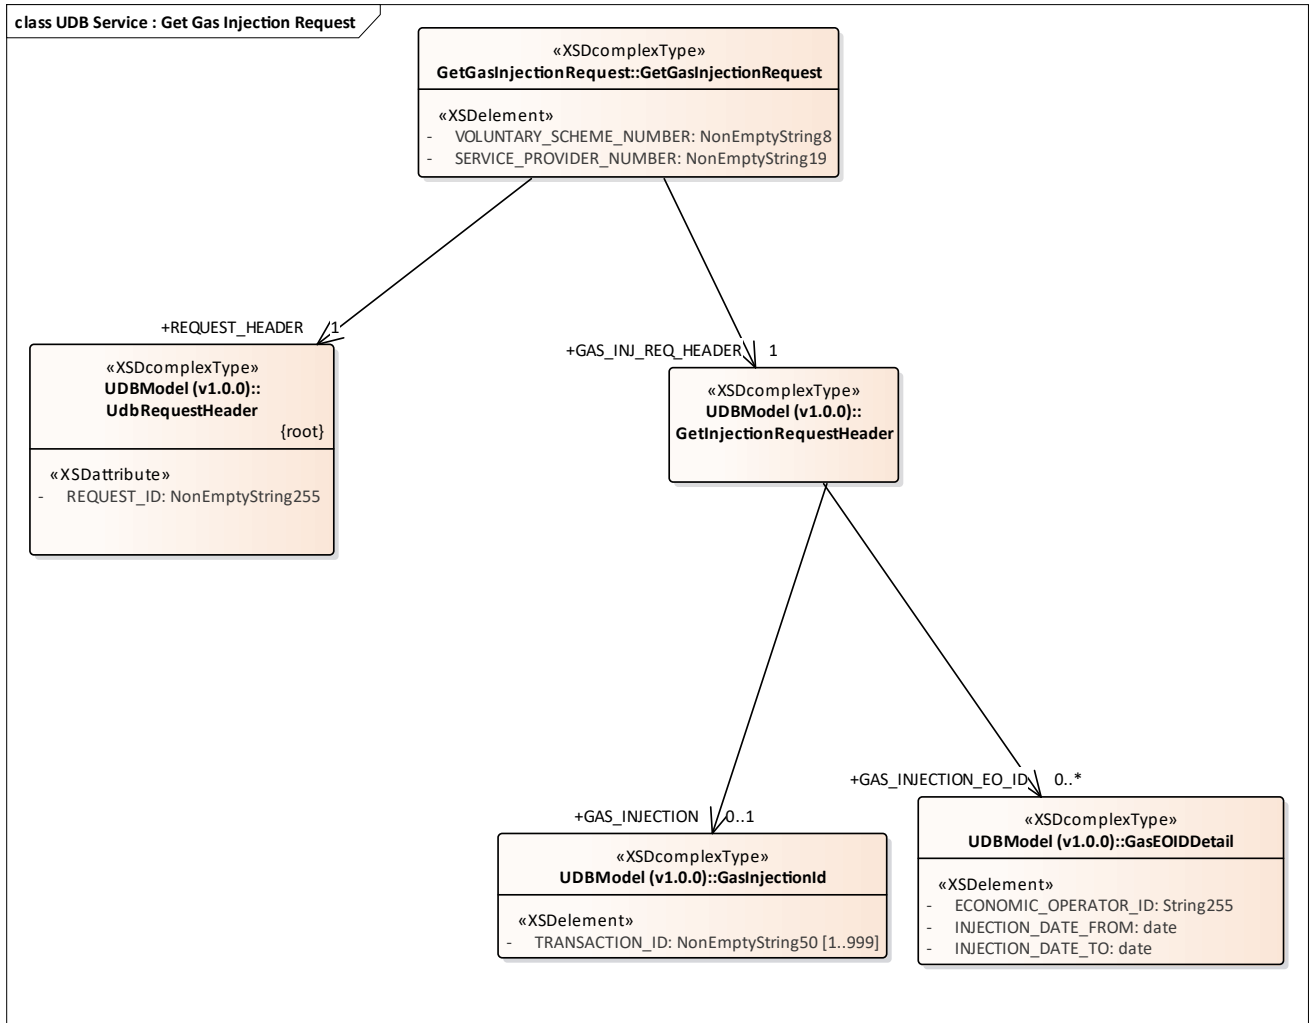 class UDB Service : Get Gas Injection Request
«XSDcomplexType»
GetGasInjectionRequest::GetGasInjectionRequest
«XSDelement»
- VOLUNTARY_SCHEME_NUMBER: NonEmptyString8
- SERVICE_PROVIDER_NUMBER: NonEmptyString19
+REQUEST_HEADER 1
«XSDcomplexType»
UDBModel (v1.0.0)::
UdbRequestHeader
{root}
«XSDattribute»
- REQUEST_ID: NonEmptyString255
+GAS_INJ_REQ_HEADER 1
«XSDcomplexType»
UDBModel (v1.0.0)::
GetInjectionRequestHeader
+GAS_INJECTION 0..1
«XSDcomplexType»
UDBModel (v1.0.0)::GasInjectionId
«XSDelement»
- TRANSACTION_ID: NonEmptyString50 [1..999]
+GAS_INJECTION_EO_ID 0..*
«XSDcomplexType»
UDBModel (v1.0.0)::GasEOIDDetail
«XSDelement»
- ECONOMIC_OPERATOR_ID: String255
- INJECTION_DATE_FROM: date
- INJECTION_DATE_TO: date